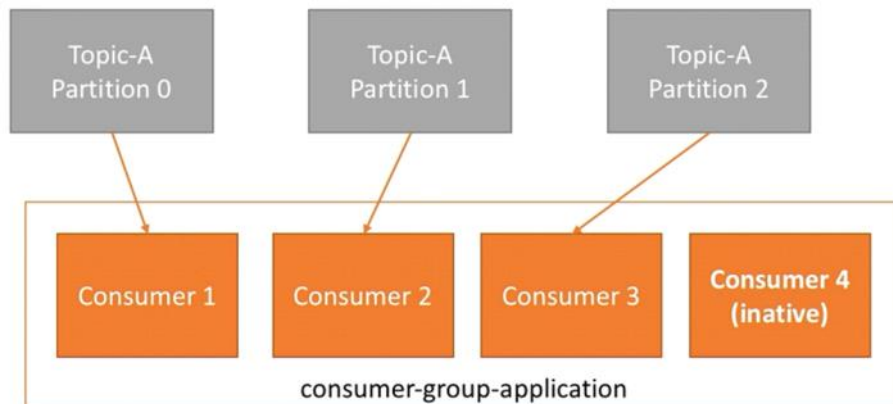 Topic-A
Partition 0
Topic-A
Partition 1
Topic-A
Partition 2
Consumer 1
Consumer 2
Consumer 3
Consumer 4
(inative)
consumer-group-application